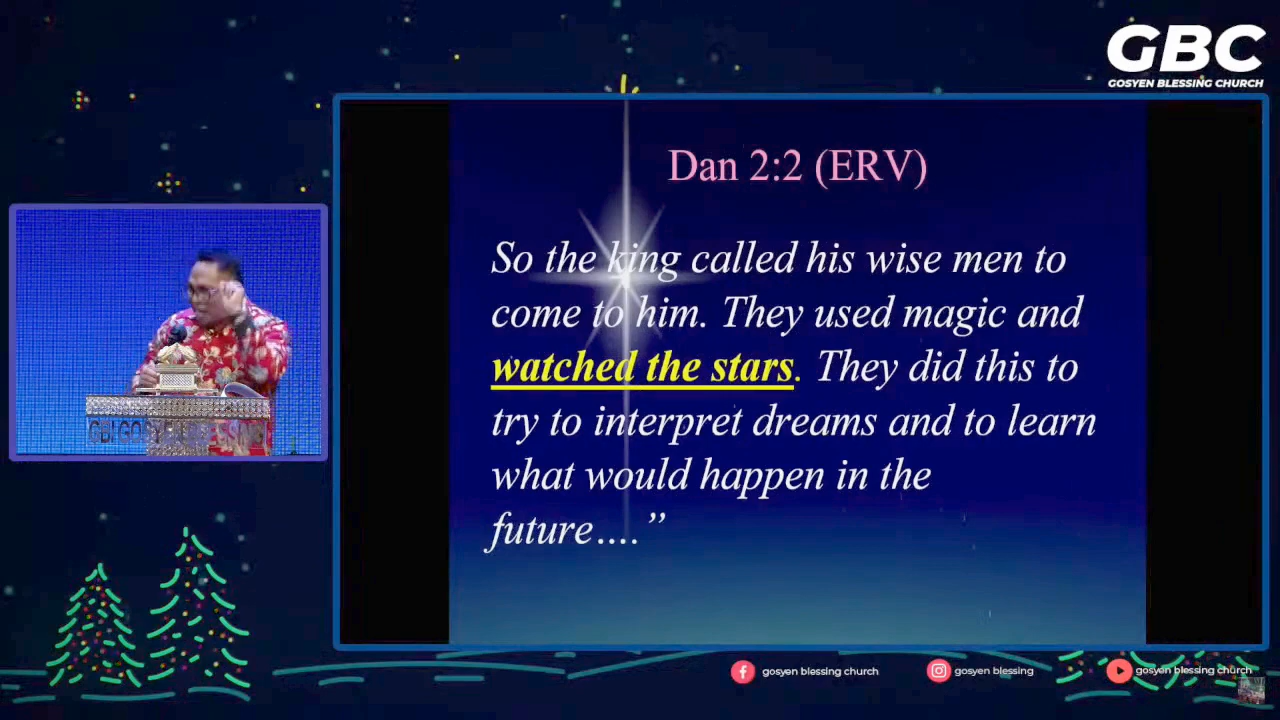 GBC
GOSYEN BLESSING CHURCH
Dan 2:2 (ERV)
So the king called his wise men to
come to him. They used magic and
watched the stars. They did this to
try to interpret dreams and to learn
what would happen in the
future….”
gosyen blessing church
gosyen blessing
gosyen blessing church